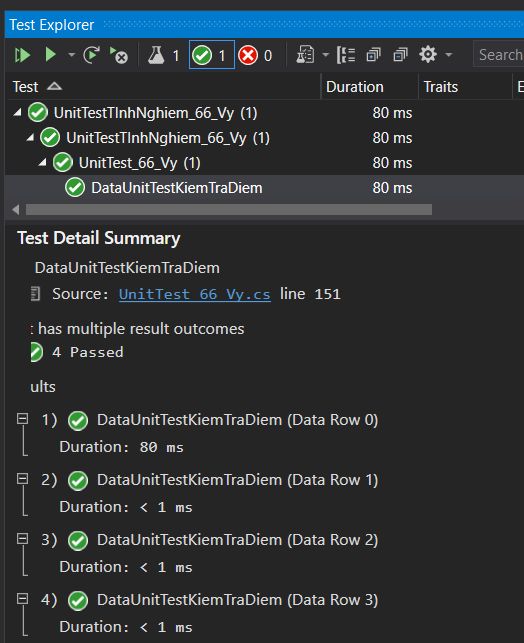 Test Explorer
1 1 0 Search
Test Duration Traits E
UnitTestTInhNghiem_66_Vy (1) 80 ms
UnitTestTInhNghiem_66_Vy (1) 80 ms
UnitTest_66_Vy (1) 80 ms
DataUnitTestKiemTraDiem 80 ms
Test Detail Summary
DataUnitTestKiemTraDiem
Source: UnitTest 66 Vy.cs line 151
: has multiple result outcomes
4 Passed
ults
1) DataUnitTestKiemTraDiem (Data Row 0)
Duration: 80 ms
2) DataUnitTestKiemTraDiem (Data Row 1)
Duration: < 1 ms
3) DataUnitTestKiemTraDiem (Data Row 2)
Duration: < 1 ms
4) DataUnitTestKiemTraDiem (Data Row 3)
Duration: < 1 ms